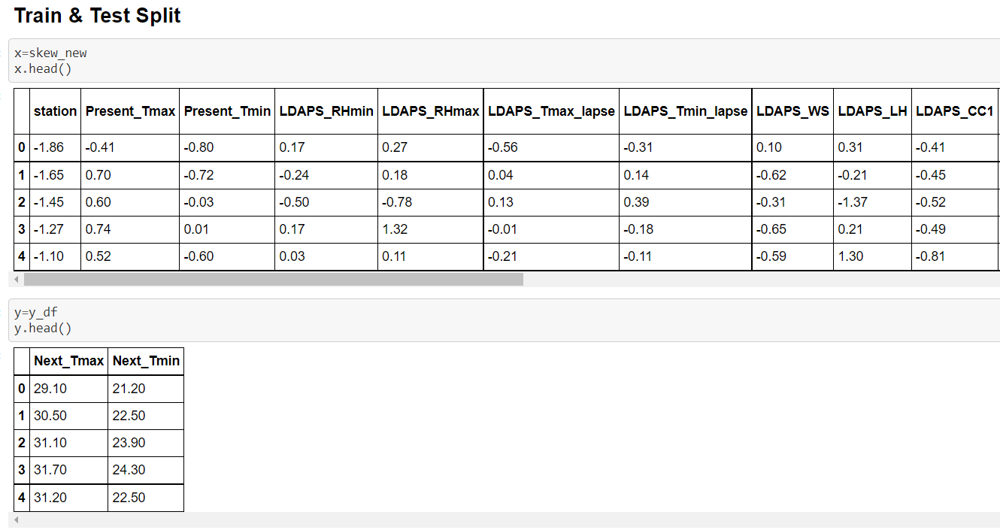 Train & Test Split
x=skew_new
x.head()
station Present_Tmax Present_Tmin LDAPS_RHmin LDAPS_RHmax LDAPS_Tmax_lapse LDAPS_Tmin_lapse LDAPS_WS LDAPS_LH LDAPS_CC1
0 -1.86 -0.41 -0.80 0.17 0.27 -0.56 -0.31 0.10 0.31 -0.41
1 -1.65 0.70 -0.72 -0.24 0.18 0.04 0.14 -0.62 -0.21 -0.45
2 -1.45 0.60 -0.03 -0.50 -0.78 0.13 0.39 -0.31 -1.37 -0.52
3 -1.27 0.74 0.01 0.17 1.32 -0.01 -0.18 -0.65 0.21 -0.49
4 -1.10 0.52 -0.60 0.03 0.11 -0.21 -0.11 -0.59 1.30 -0.81
y=y_df
y.head()
Next_Tmax Next_Tmin
0 29.10 21.20
1 30.50 22.50
2 31.10 23.90
3 31.70 24.30
4 31.20 22.50